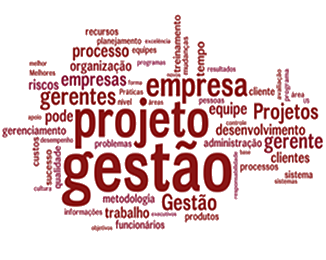 recursos
planejamento excelência
processo equipes
melhor organização programas
Melhores
riscos empresas forma
treinamento
mudanças
tempo
resultados
empresa cliente
avaliação
programa
área
US
gerentes Práticas
nível áreas
pessoas
apoio pode
equipe Projetos
projeto
controle
gerenciamento
desempenho
desenvolvimento
custos
sucesso
qualidade
cultura
problemas
administração gerente
gestão
base
responsabilidade
clientes
processos
sistema
sistemas
metodologia Gestão
informações trabalho executivos produtos
objetivos funcionários